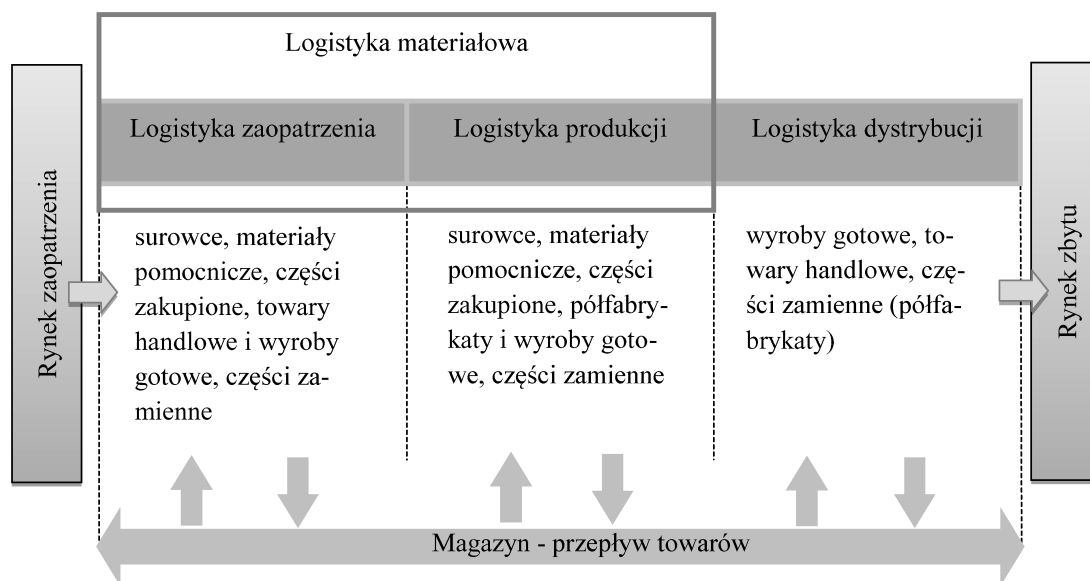 Logistyka materiałowa
Rynek zaopatrzenia
Logistyka zaopatrzenia
Logistyka produkcji
Logistyka dystrybucji
Rynek zbytu
surowce, materiały
pomocnicze, części
zakupione, towary
handlowe i wyroby
gotowe, części za-
mienne
surowce, materiały
pomocnicze, części
zakupione, półfabry-
katy i wyroby goto-
we, części zamienne
wyroby gotowe, to-
wary handlowe, czę-
ści zamienne (półfa-
brykaty)
Magazyn - przepływ towarów